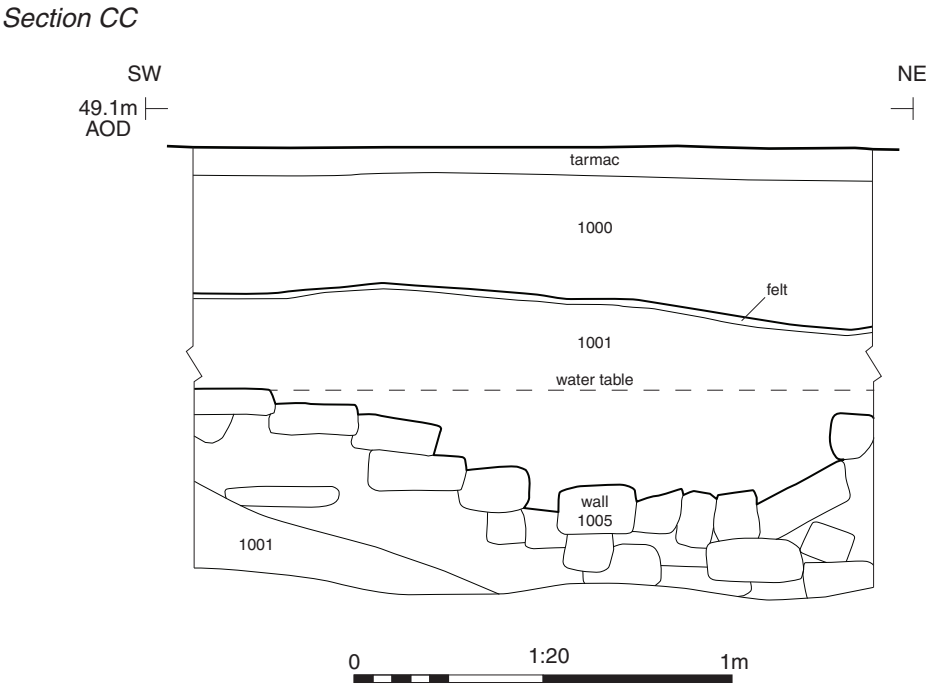 Section CC
SW
NE
49.1m
AOD
tarmac
1000
felt
1001
water table
wall
1005
1001
0
1:20
1m